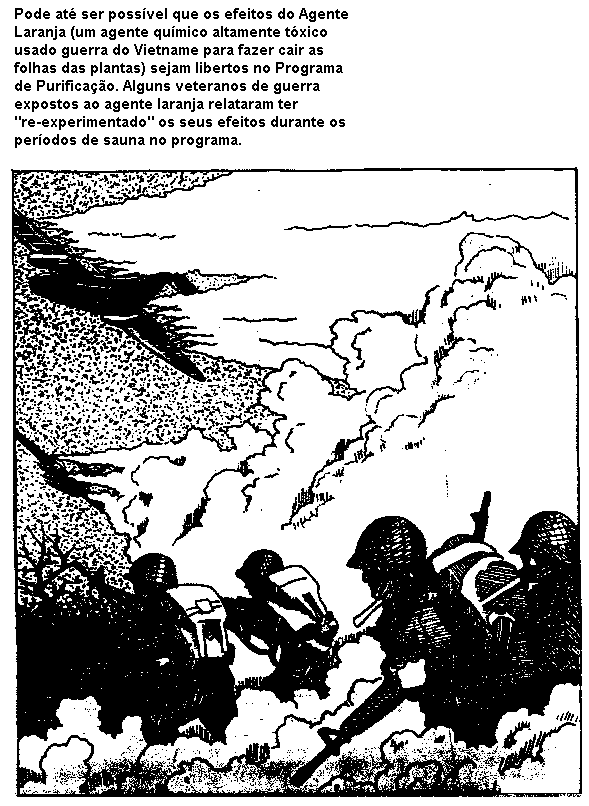 Pode até ser possível que os efeitos do Agente
Laranja (um agente químico altamente tóxico
usado guerra do Vietname para fazer cair as
folhas das plantas) sejam libertos no Programa
de Purificação. Alguns veteranos de guerra
expostos ao agente laranja relataram ter
"re-experimentado" os seus efeitos durante os
períodos de sauna no programa.